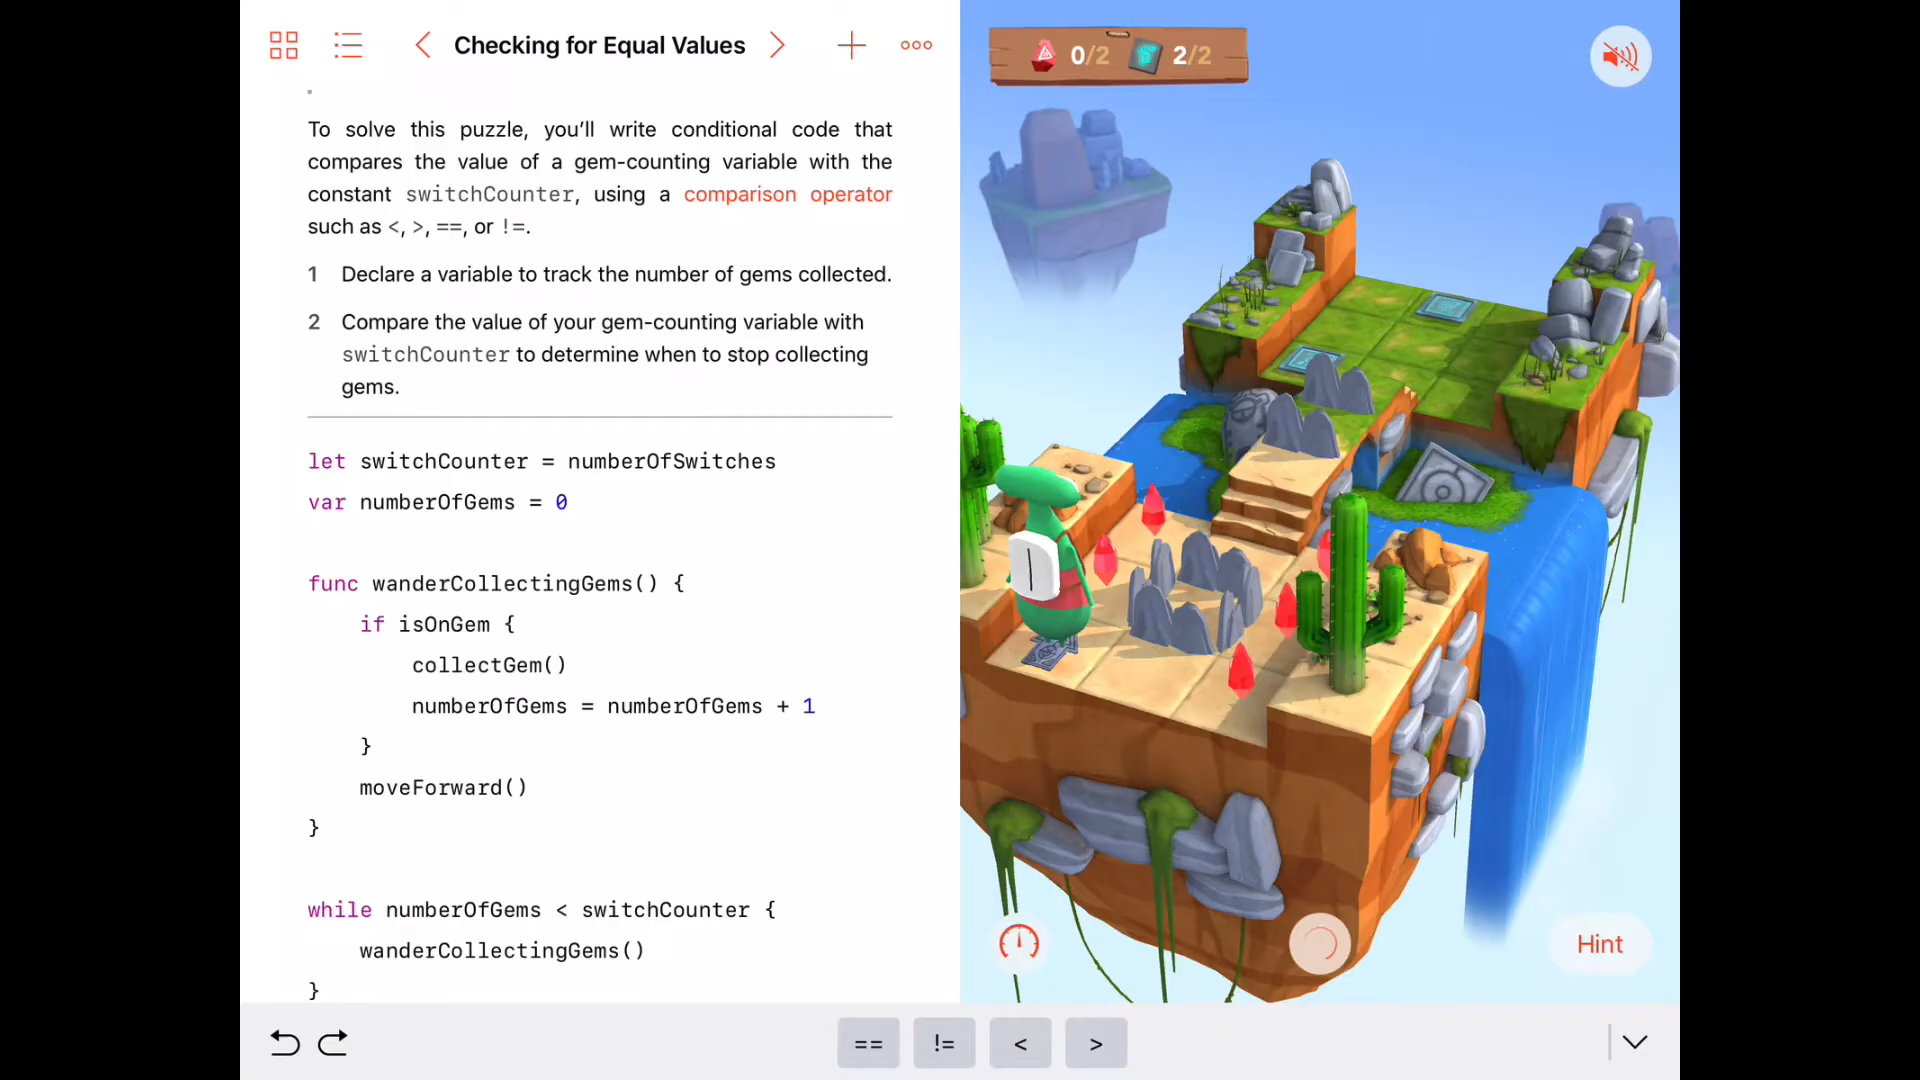 Checking for Equal Values
To solve this puzzle, you’ll write conditional code that
compares the value of a gem-counting variable with the
constant switchCounter, using a comparison operator
such as <, >, ==, or !=.
1 Declare a variable to track the number of gems collected.
2 Compare the value of your gem-counting variable with
switchCounter to determine when to stop collecting
gems.
let switchCounter = numberOfSwitches
var numberOfGems = 0
func wanderCollectingGems() {
if isOnGem {
collectGem()
numberOfGems = numberOfGems + 1
}
moveForward()
}
while numberOfGems < switchCounter {
wanderCollectingGems()
}
== != < >
0/2 2/2
Hint